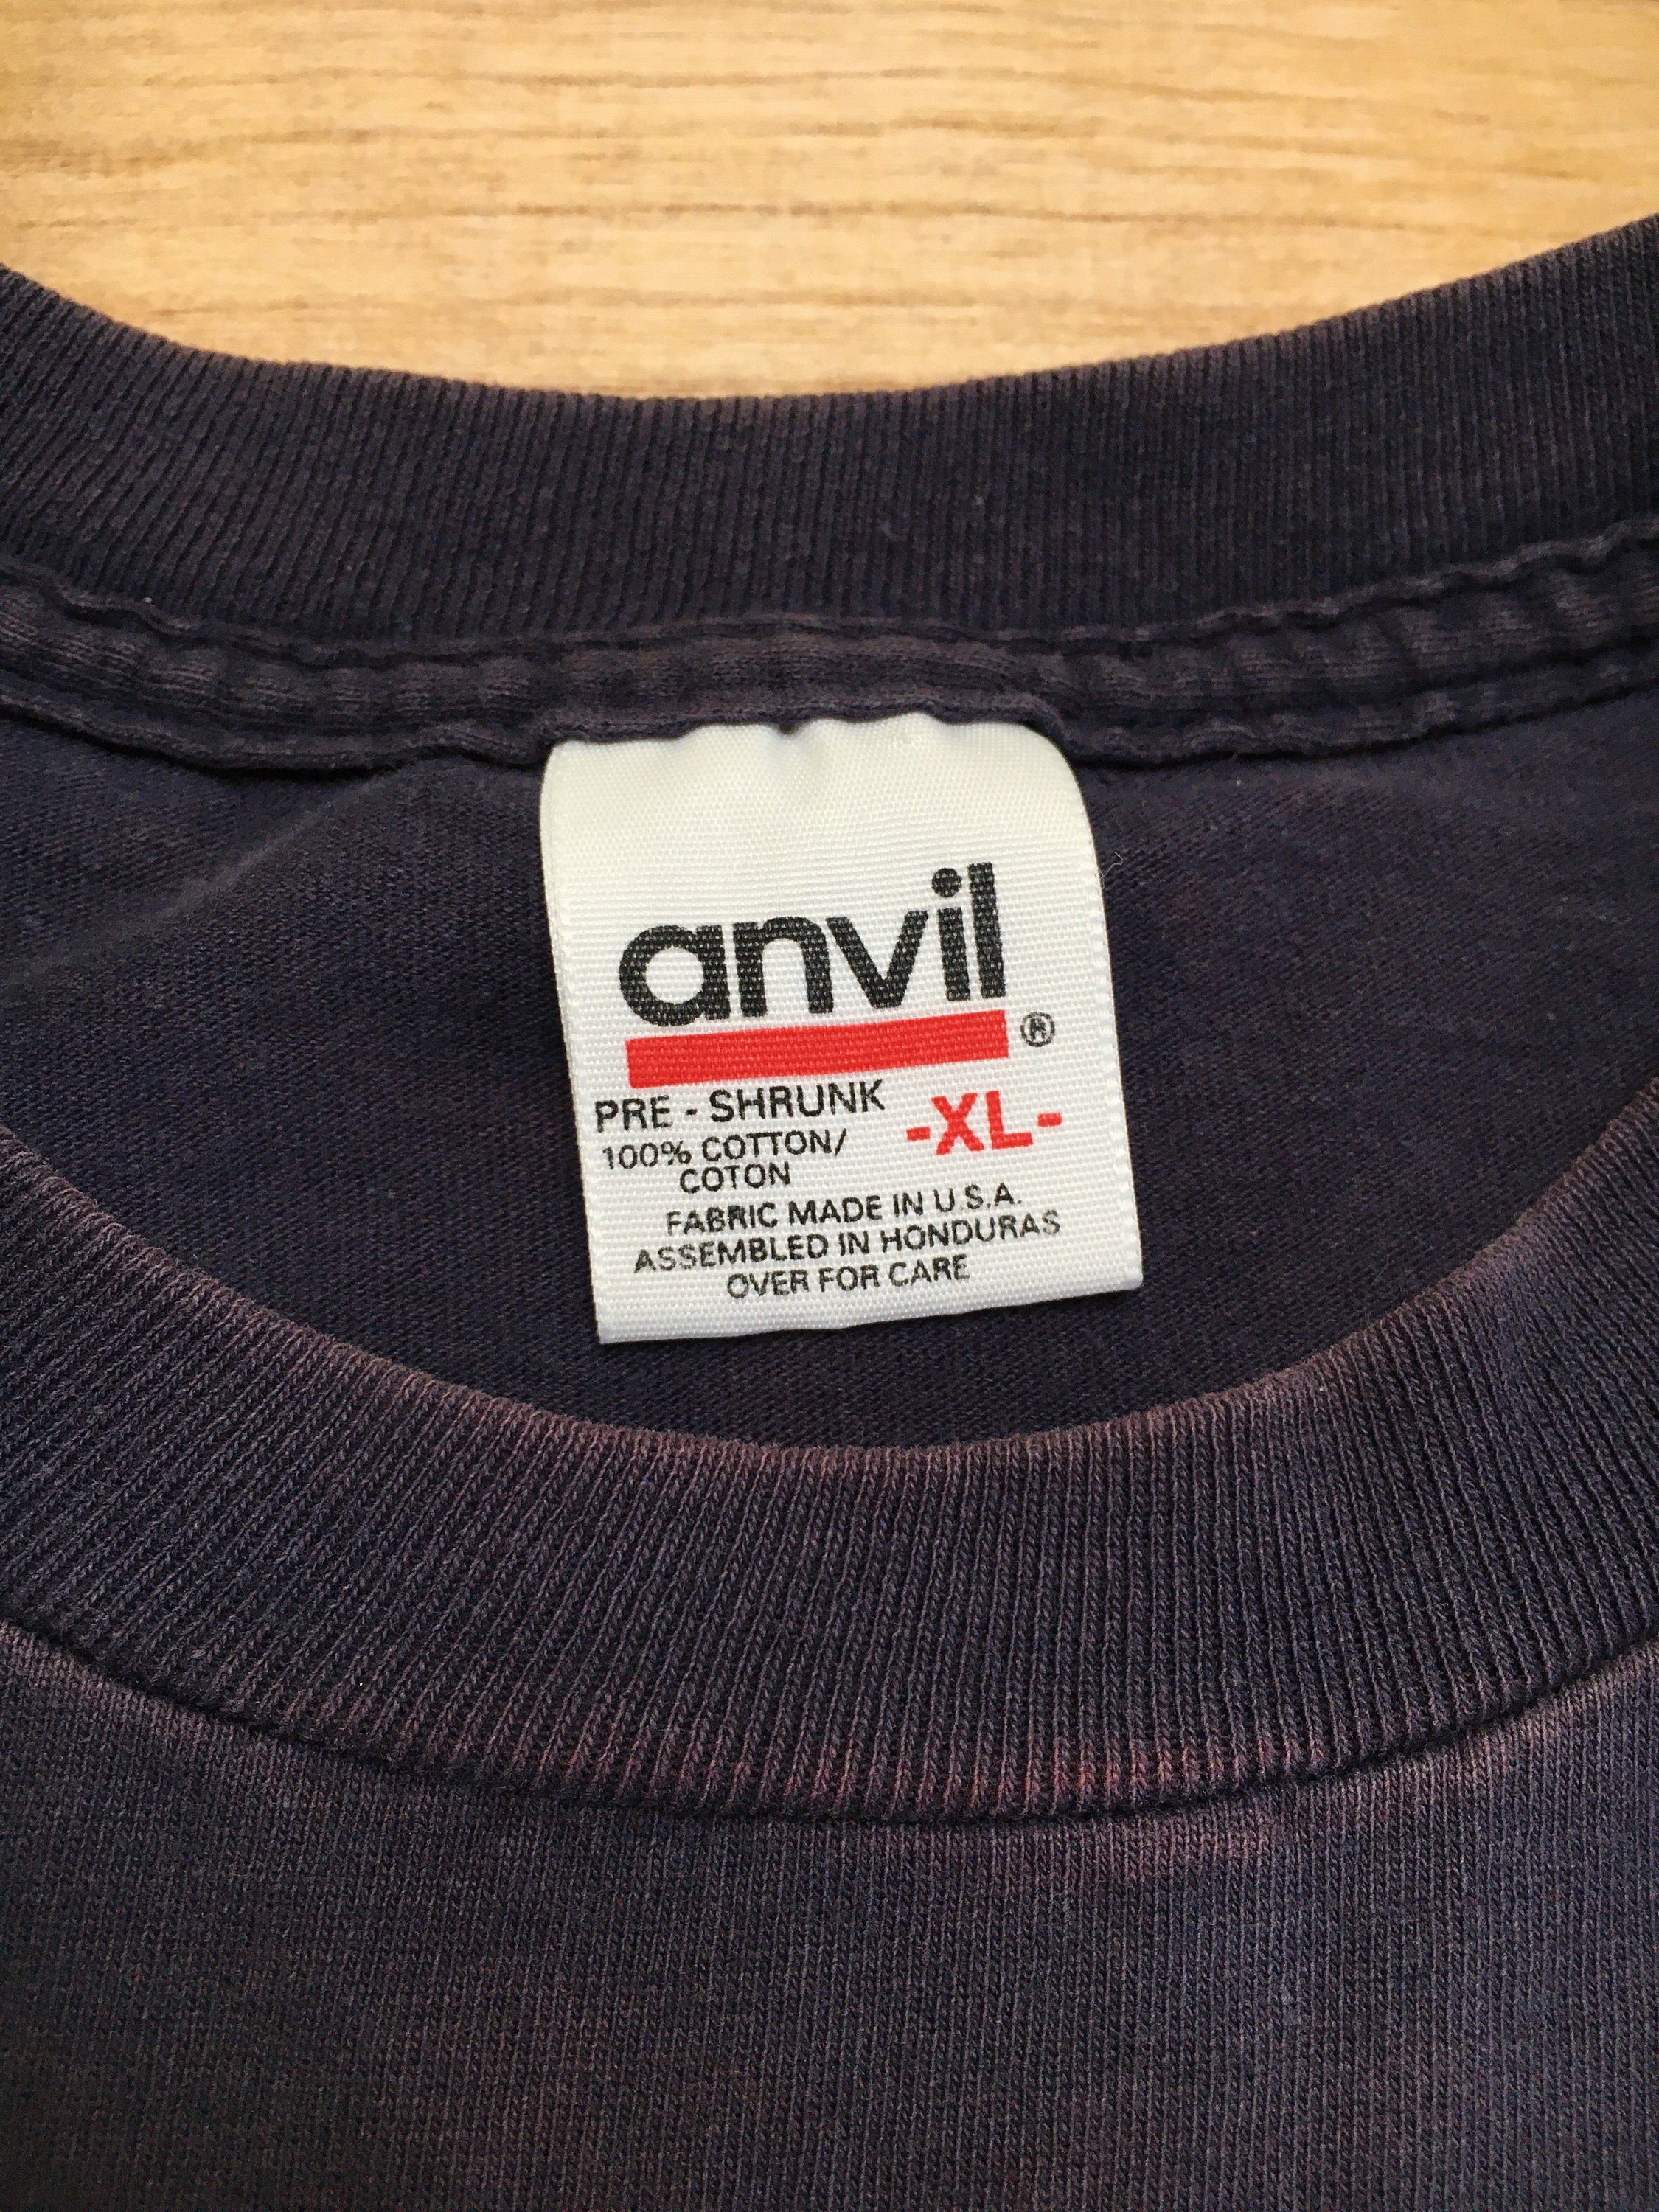 anvil
®
PRE - SHRUNK
-XL-
100% COTTON/
COTON
FABRIC MADE IN U.S.A.
ASSEMBLED IN HONDURAS
OVER FOR CARE